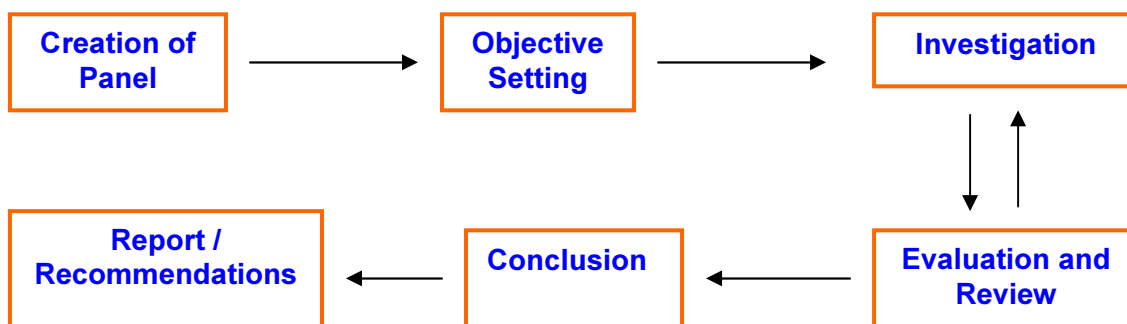 Creation of
Panel
Objective
Setting
Investigation
Report /
Recommendations
Conclusion
Evaluation and
Review